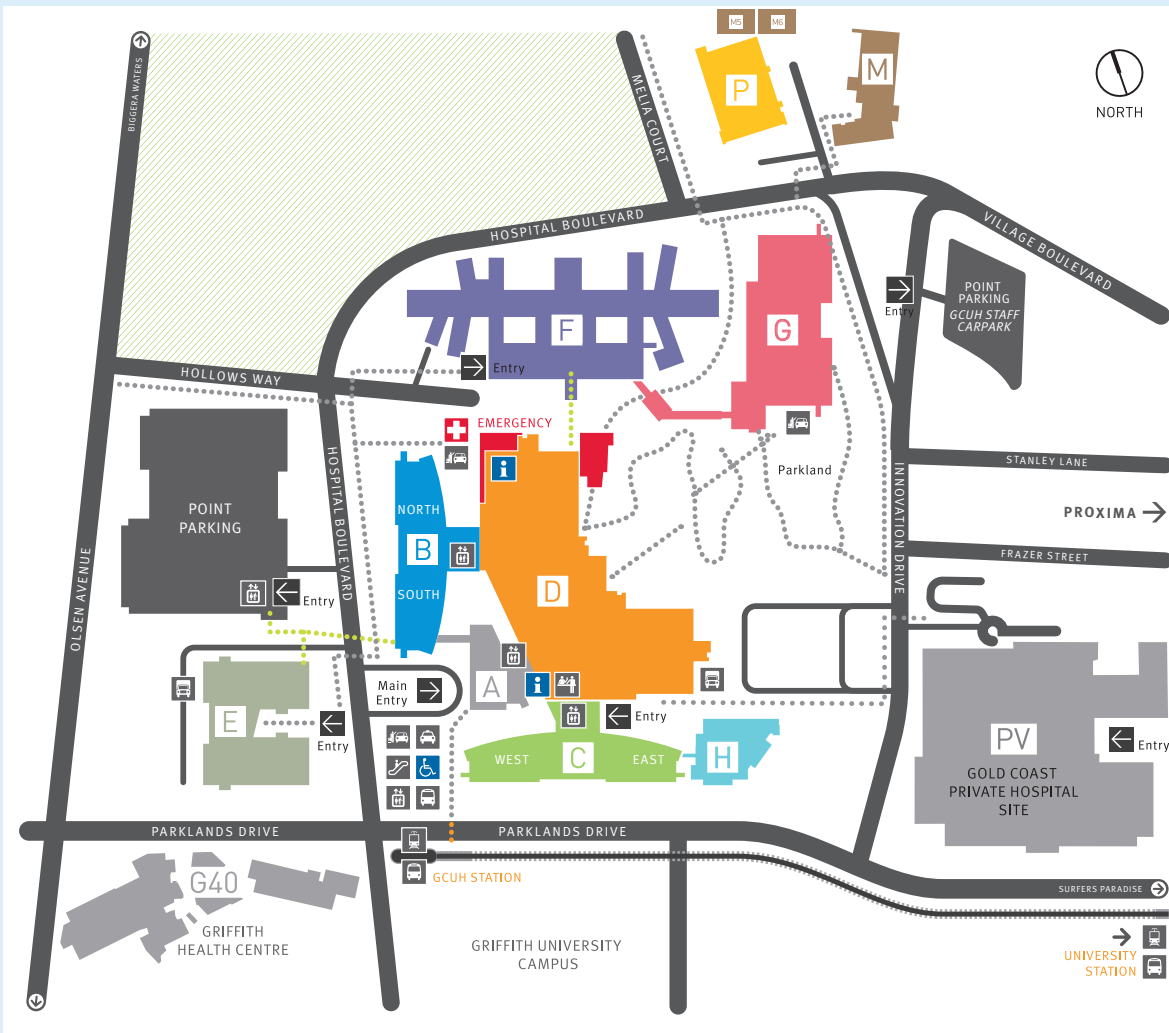 M5
M6
BIGGERA WATERS
MELIA COURT
P
M
NORTH
HOSPITAL BOULEVARD
VILLAGE BOULEVARD
POINT
PARKING
GCUH STAFF
CARPARK
Entry
F
G
Entry
HOLLOWS WAY
EMERGENCY
i
Parkland
STANLEY LANE
POINT
PARKING
NORTH
B
SOUTH
HOSPITAL BOULEVARD
INNOVATION DRIVE
PROXIMA
FRAZER STREET
OLSEN AVENUE
Entry
D
Main
Entry
A
i
Entry
E
Entry
WEST
C
EAST
H
PV
Entry
GOLD COAST
PRIVATE HOSPITAL
SITE
PARKLANDS DRIVE
PARKLANDS DRIVE
GCUH STATION
G40
SURFERS PARADISE
GRIFFITH
HEALTH CENTRE
GRIFFITH UNIVERSITY
CAMPUS
UNIVERSITY
STATION